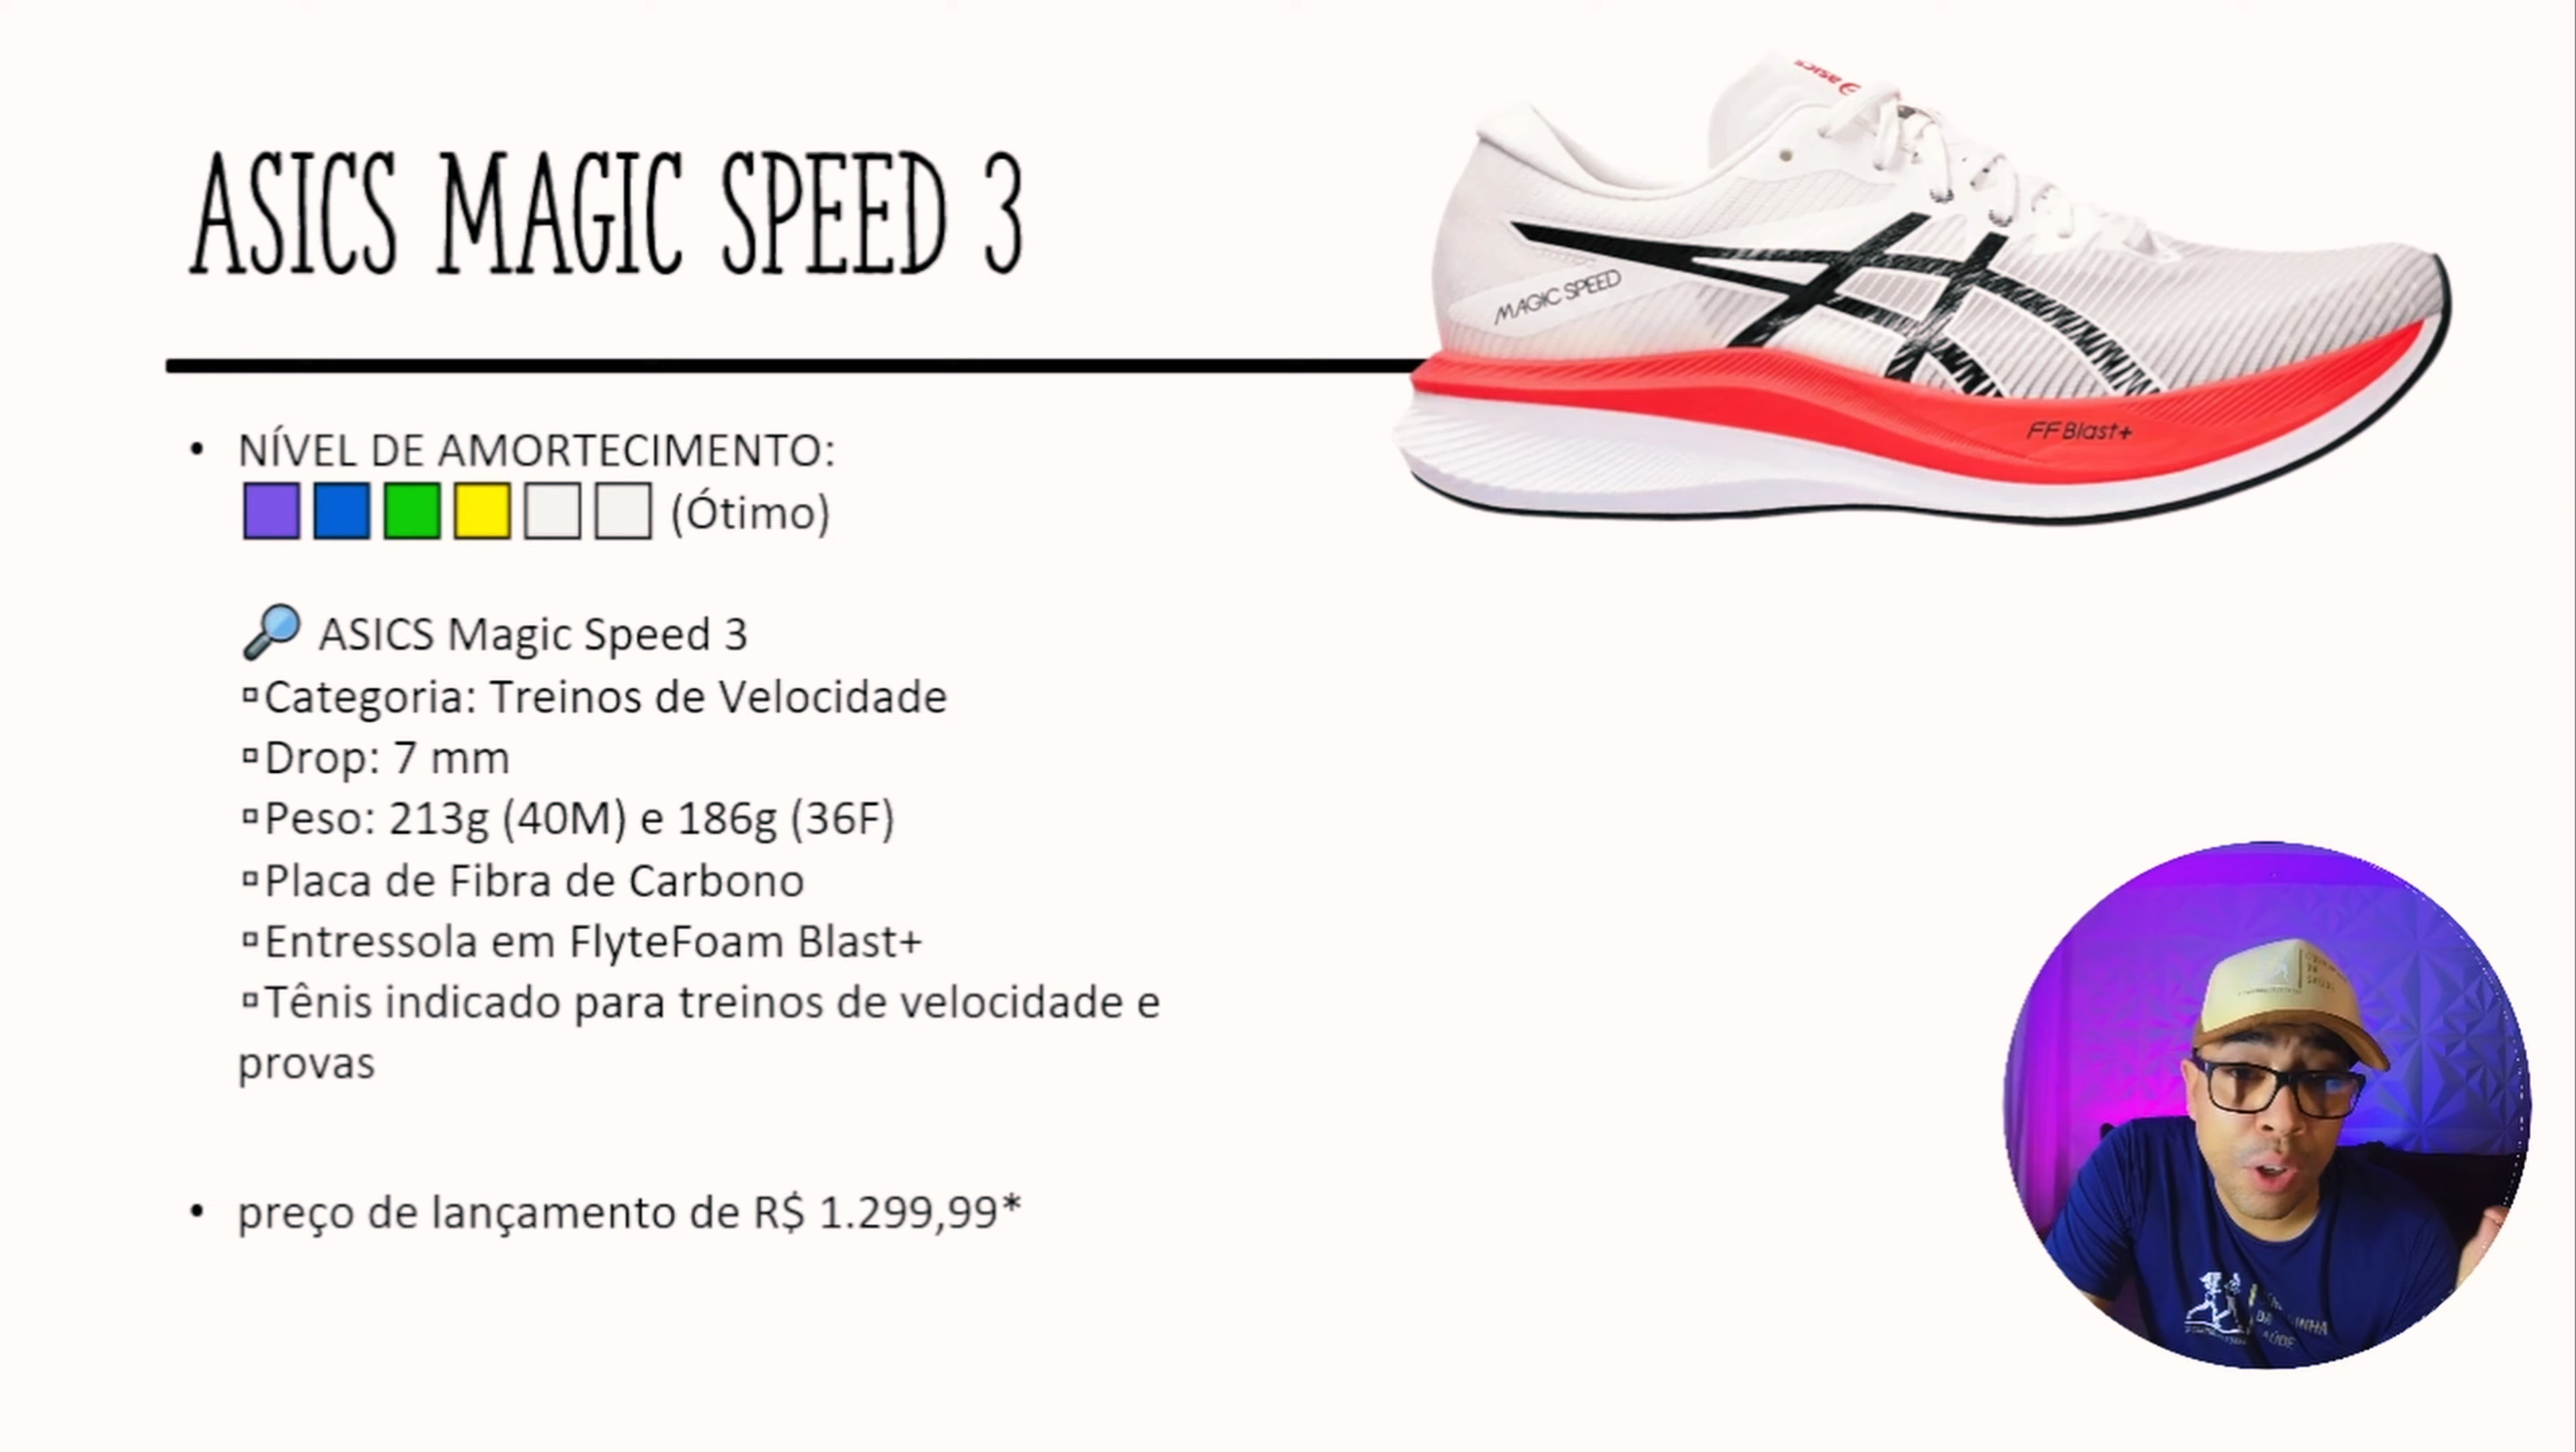 asics
ASICS MAGIC SPEED 3
MAGIC SPEED
FF Blast+
• NÍVEL DE AMORTECIMENTO:
(Ótimo)
ASICS Magic Speed 3
▫Categoria: Treinos de Velocidade
▫Drop: 7 mm
▫Peso: 213g (40M) e 186g (36F)
▫Placa de Fibra de Carbono
▫Entressola em FlyteFoam Blast+
▫Tênis indicado para treinos de velocidade e
provas
• preço de lançamento de R$ 1.299,99*